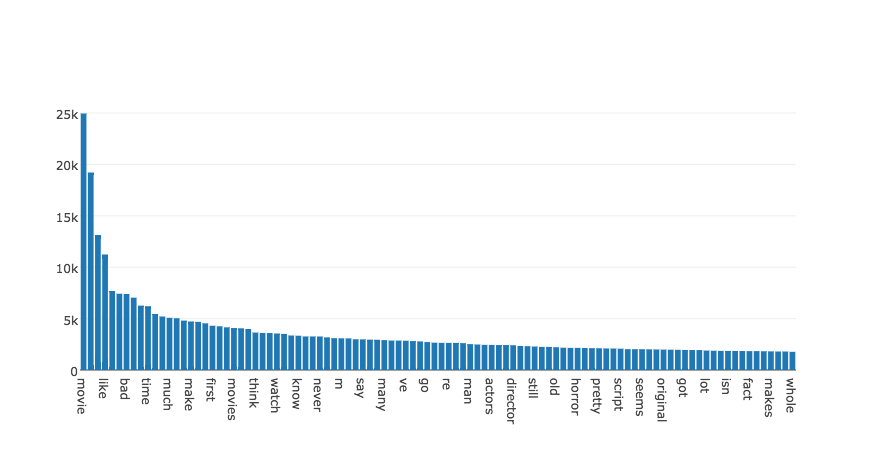 25k
20k
15k
10k
5k
0
movie
like
bad
time
much
make
first
movies
think
watch
know
never
m
say
many
ve
go
re
man
actors
director
still
old
horror
pretty
script
seems
original
got
lot
isn
fact
makes
whole